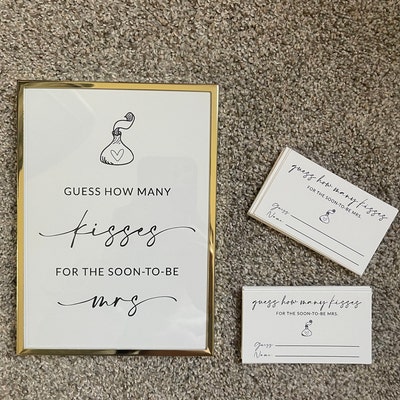 GUESS HOW MANY
kisses
FOR THE SOON-TO-BE
mrs
guess how many kisses
FOR THE SOON-TO-BE MRS.
Guess
Name
guess how many kisses
FOR THE SOON-TO-BE MRS.
Guess
Name